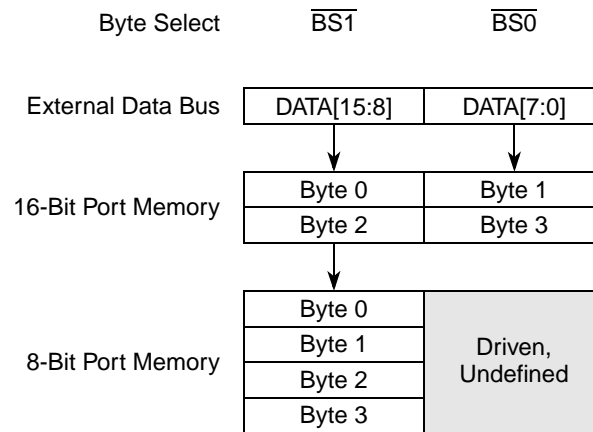 Byte Select BS1 BS0
External Data Bus DATA[15:8] DATA[7:0]
16-Bit Port Memory
Byte 0 Byte 1
Byte 2 Byte 3
8-Bit Port Memory
Byte 0
Byte 1
Byte 2
Byte 3
Driven,
Undefined